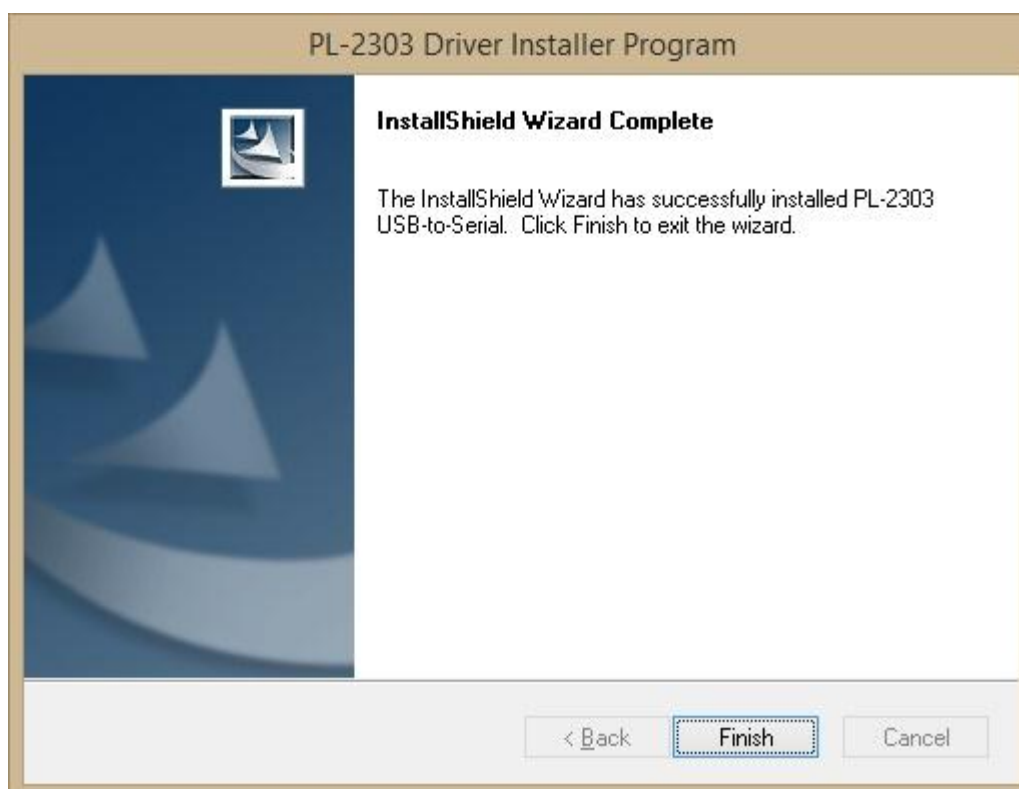 PL-2303 Driver Installer Program
InstallShield Wizard Complete
The InstallShield Wizard has successfully installed PL-2303
USB-to-Serial. Click Finish to exit the wizard.
< Back
Finish
Cancel